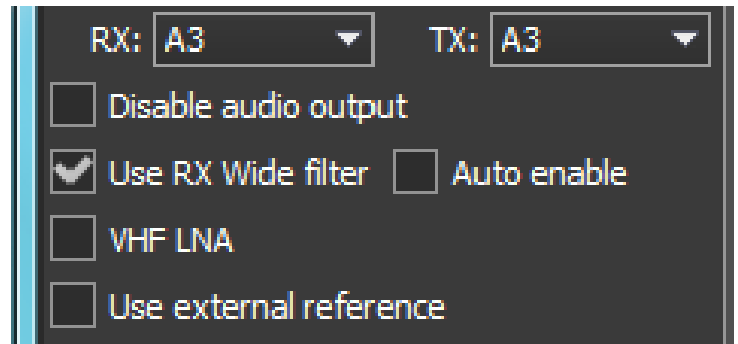 RX: A3 TX: A3
Disable audio output
Use RX Wide filter Auto enable
VHF LNA
Use external reference